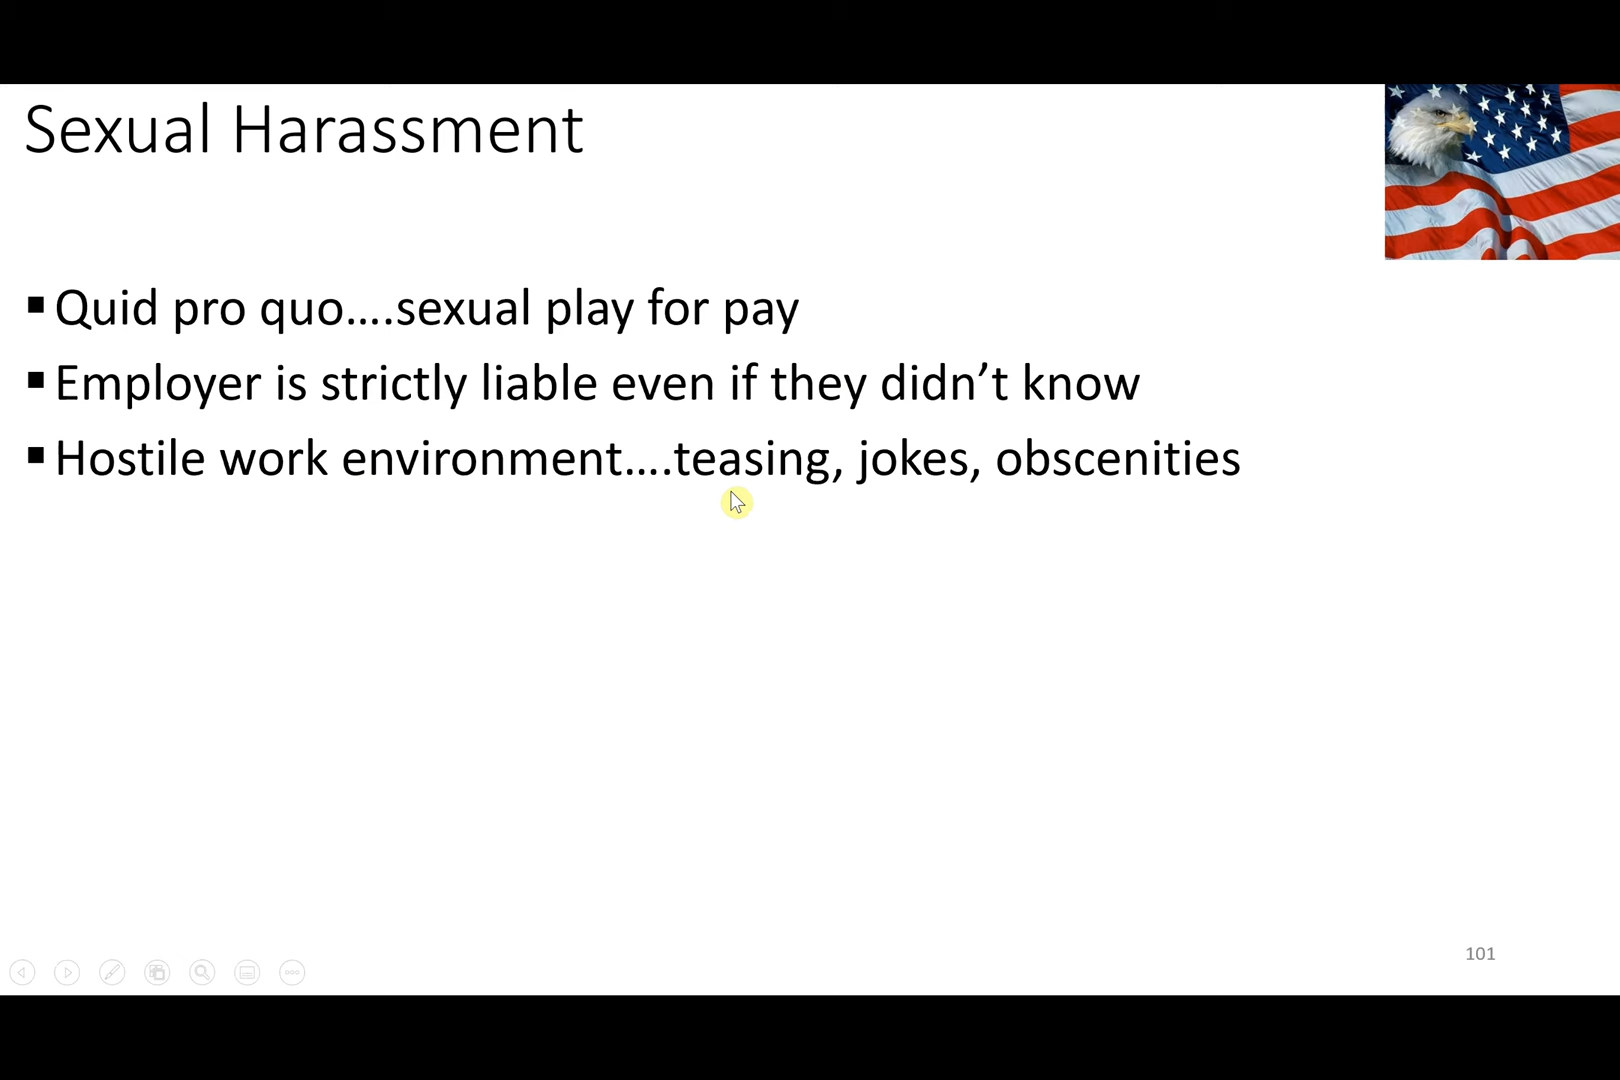 Sexual Harassment
▪ Quid pro quo….sexual play for pay
▪ Employer is strictly liable even if they didn’t know
▪ Hostile work environment….teasing, jokes, obscenities
101